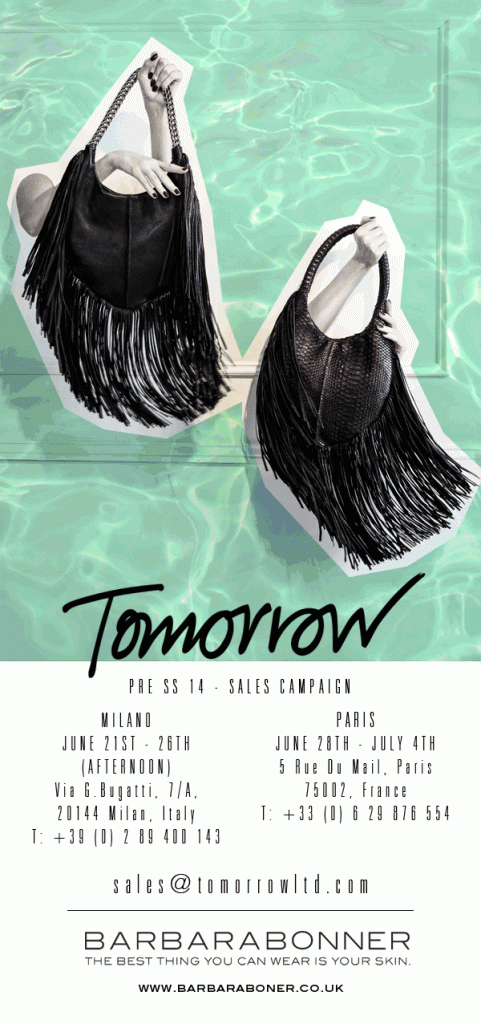 Tomorrow
PRE SS 14 - SALES CAMPAIGN
MILANO
JUNE 21ST - 26TH
(AFTERNOON)
Via G.Bugatti, 7/A,
20144 Milan, Italy
T: +39 (0) 2 89 400 143
PARIS
JUNE 28TH - JULY 4TH
5 Rue Du Mail, Paris
75002, France
T: +33 (0) 6 29 876 554
sales@tomorrowltd.com
BARBARABONNER
THE BEST THING YOU CAN WEAR IS YOUR SKIN.
WWW.BARBARABONER.CO.UK